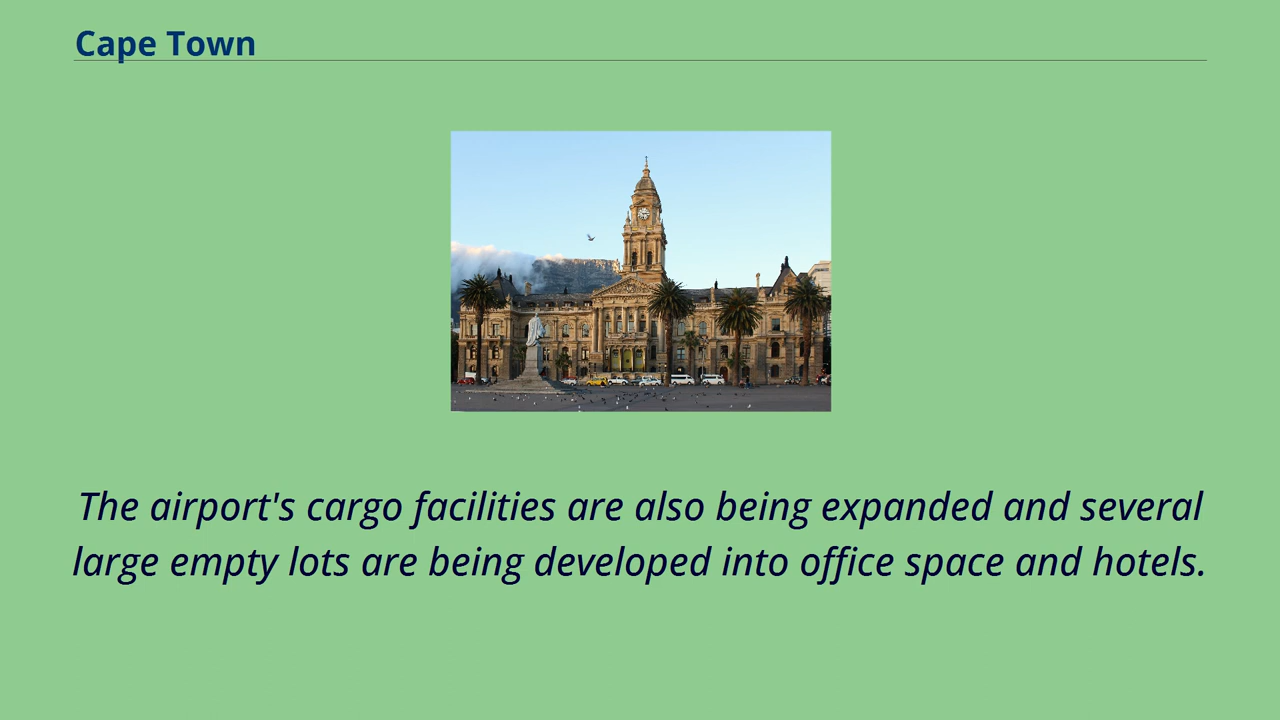 Cape Town
The airport's cargo facilities are also being expanded and several
large empty lots are being developed into office space and hotels.